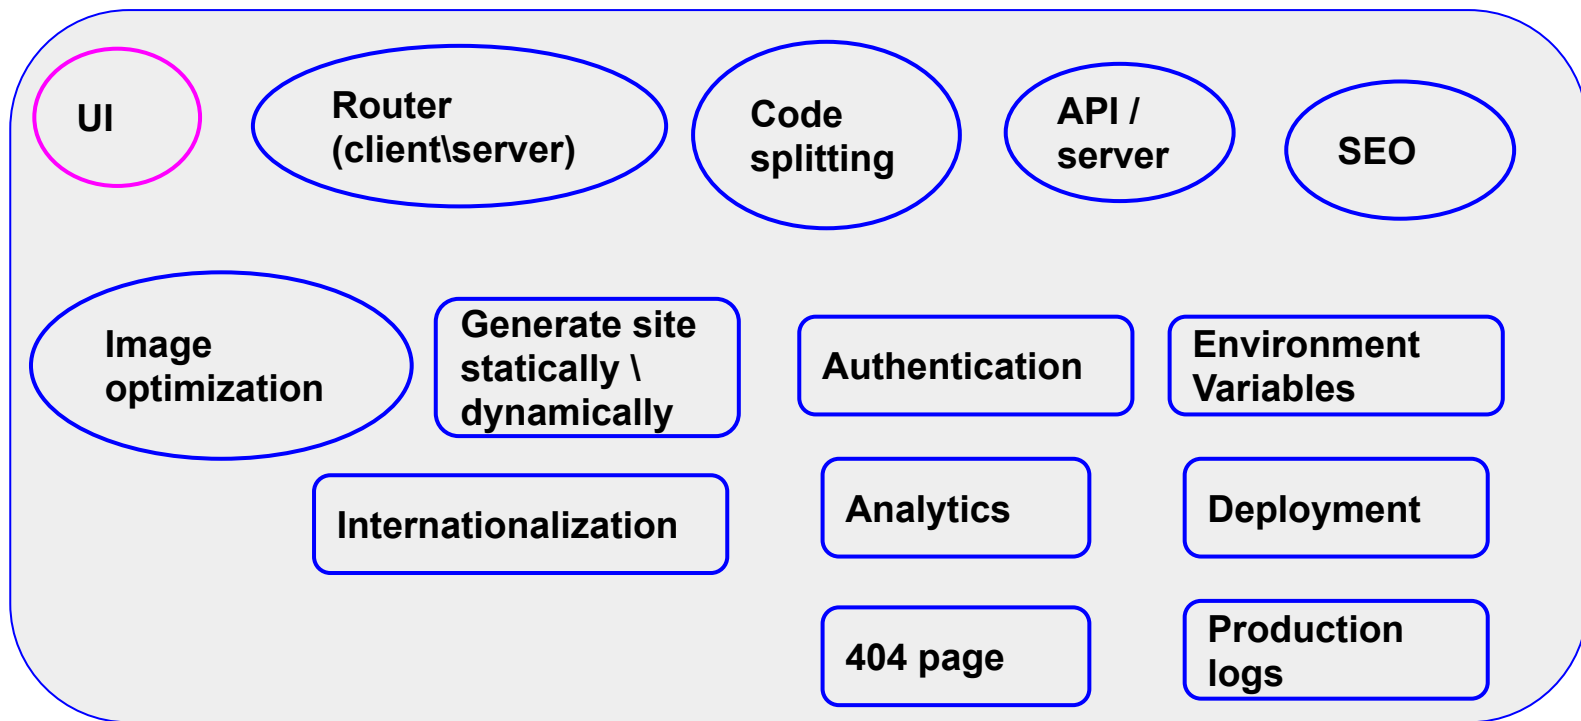 UI
Router
(client\server)
Code
splitting
API /
server
SEO
Image
optimization
Generate site
statically \
dynamically
Authentication
Environment
Variables
Internationalization
Analytics
Deployment
404 page
Production
logs